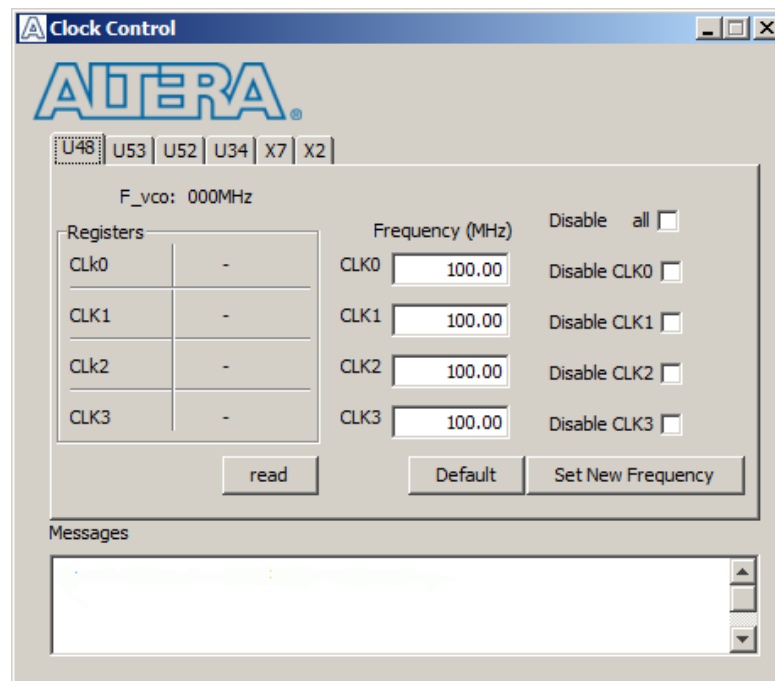 Clock Control
ALTERA®
U48 U53 U52 U34 X7 X2
F_vco: 000MHz
Registers
CLk0 -
CLK1 -
CLk2 -
CLK3 -
Frequency (MHz)
CLK0 100.00
CLK1 100.00
CLK2 100.00
CLK3 100.00
Disable all
Disable CLK0
Disable CLK1
Disable CLK2
Disable CLK3
read Default Set New Frequency
Messages